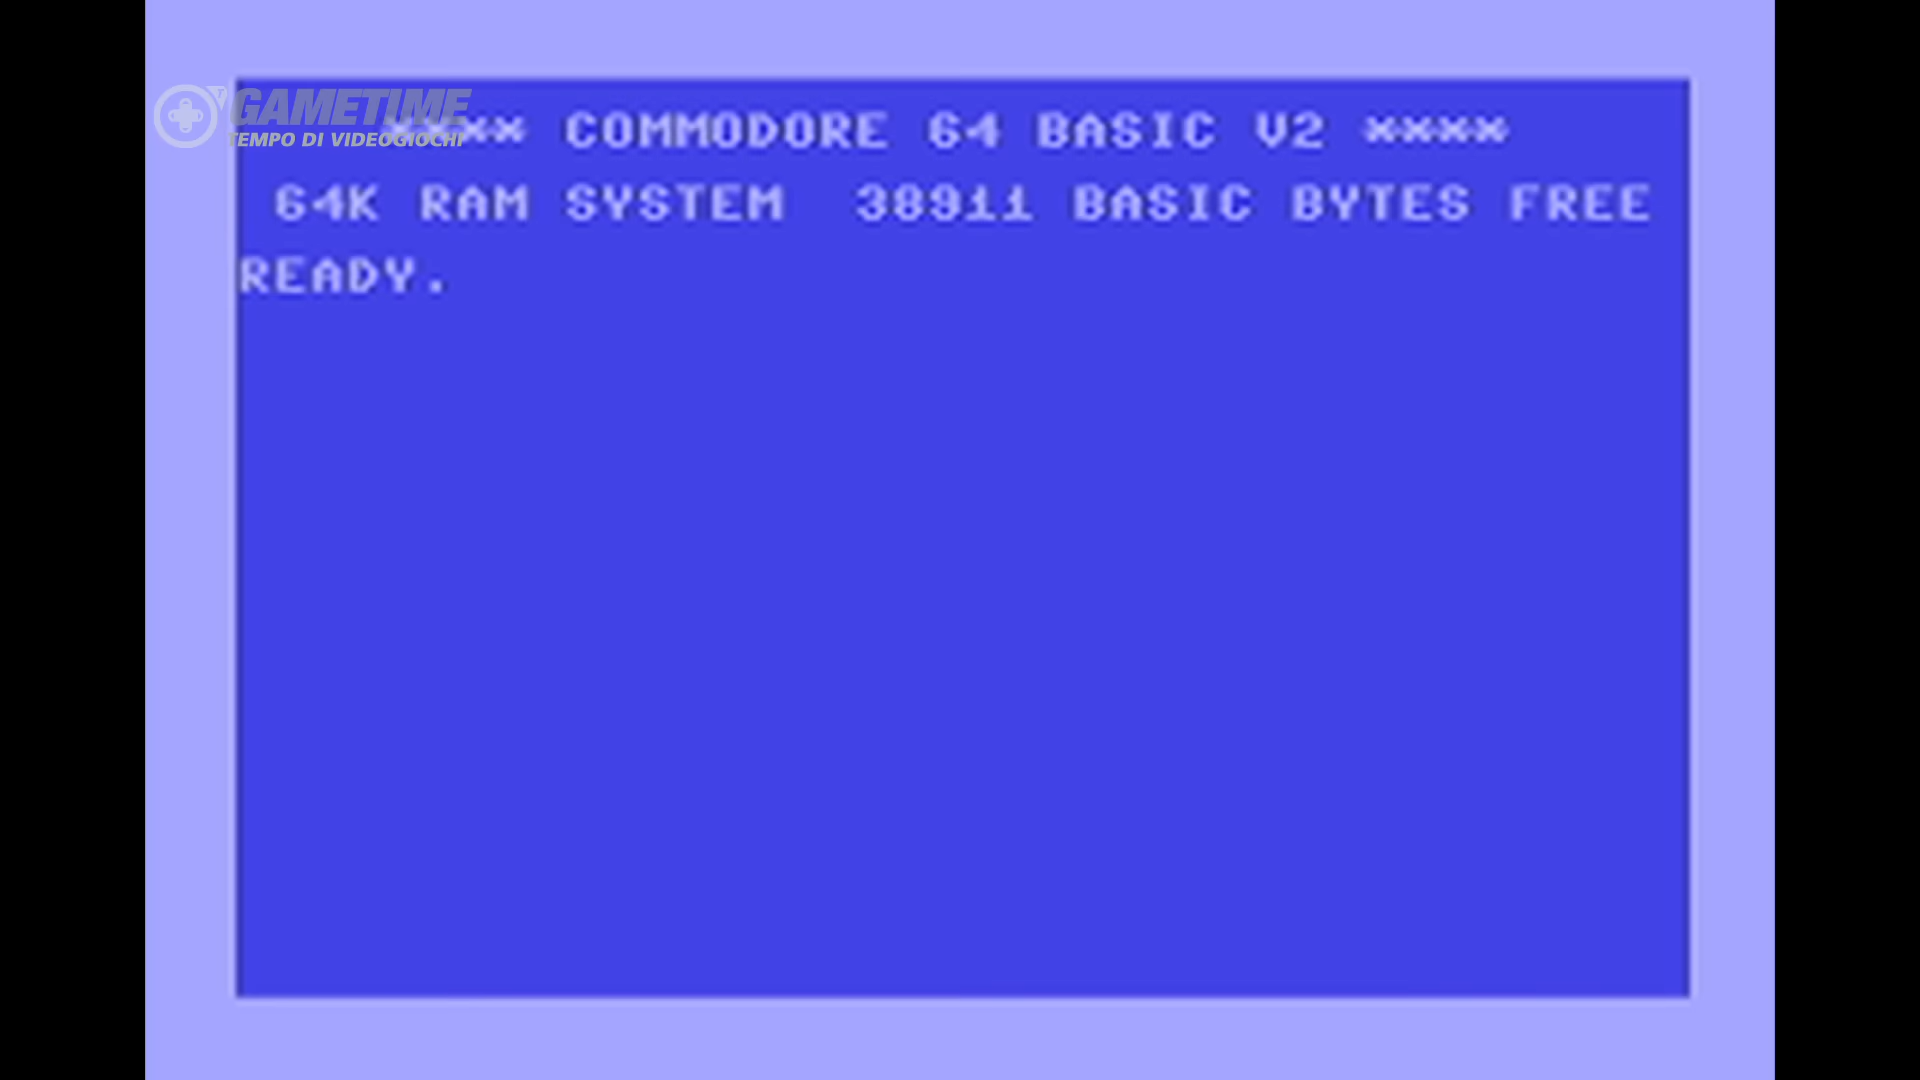 GAMETIME
TEMPO DI VIDEOGIOCHI
**** COMMODORE 64 BASIC V2 ****
64K RAM SYSTEM 38911 BASIC BYTES FREE
READY.